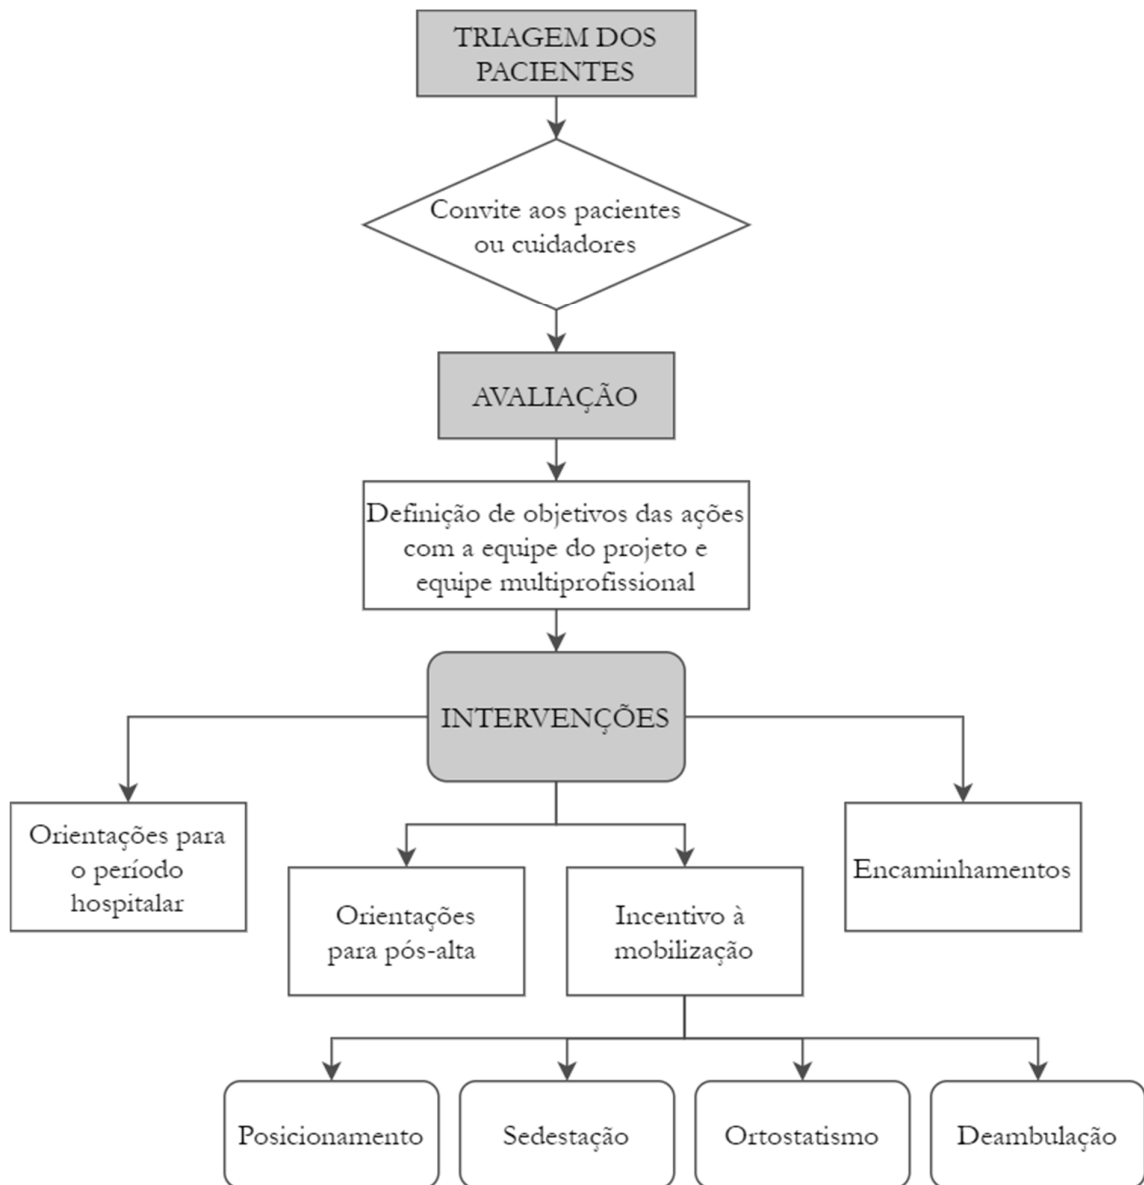 TRIAGEM DOS
PACIENTES
Convite aos pacientes
ou cuidadores
AVALIAÇÃO
Definição de objetivos das ações
com a equipe do projeto e
equipe multiprofissional
INTERVENÇÕES
Orientações para
o período
hospitalar
Orientações
para pós-alta
Incentivo à
mobilização
Encaminhamentos
Posicionamento
Sedestação
Ortostatismo
Deambulação